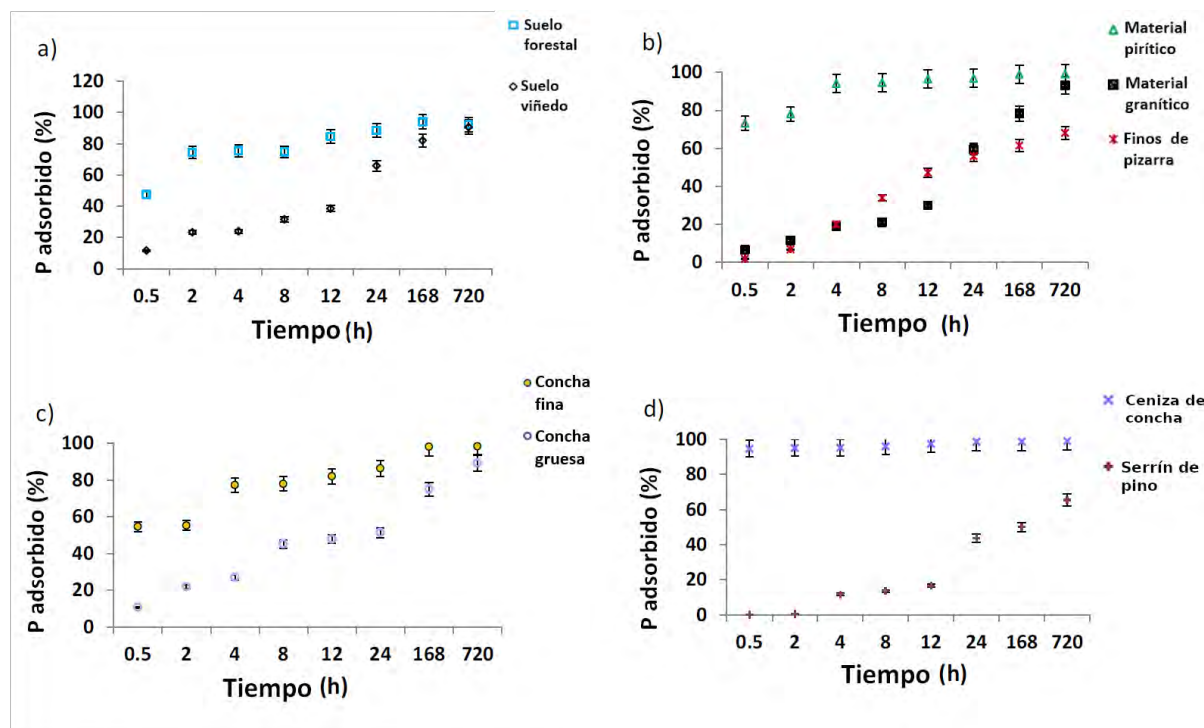 a)
Suelo
forestal
Suelo
viñedo
P adsorbido (%)
120
100
80
60
40
20
0
0.5 2 4 8 12 24 168 720
Tiempo (h)
b)
Material
pirítico
Material
granítico
Finos de
pizarra
P adsorbido (%)
100
80
60
40
20
0
0.5 2 4 8 12 24 168 720
Tiempo (h)
c)
Concha
fina
Concha
gruesa
P adsorbido (%)
100
80
60
40
20
0
0.5 2 4 8 12 24 168 720
Tiempo (h)
d)
Ceniza de
concha
Serrín de
pino
P adsorbido (%)
100
80
60
40
20
0
0.5 2 4 8 12 24 168 720
Tiempo (h)